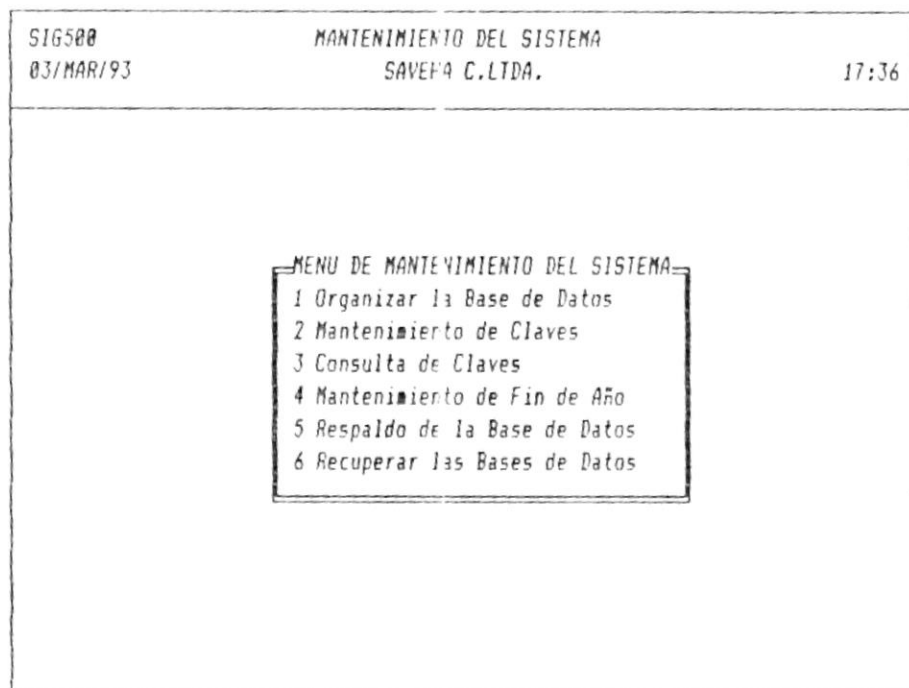 SIG500 MANTENIMIENTO DEL SISTEMA
03/MAR/93 C.LTDA. 17:36
MENU DE MANTENIMIENTO DEL SISTEMA
1 Organizar la Base de Datos
2 Mantenimiento de Claves
3 Consulta de Claves
4 Mantenimiento de Fin de Año
5 Respaldo de la Base de Datos
6 Recuperar las Bases de Datos